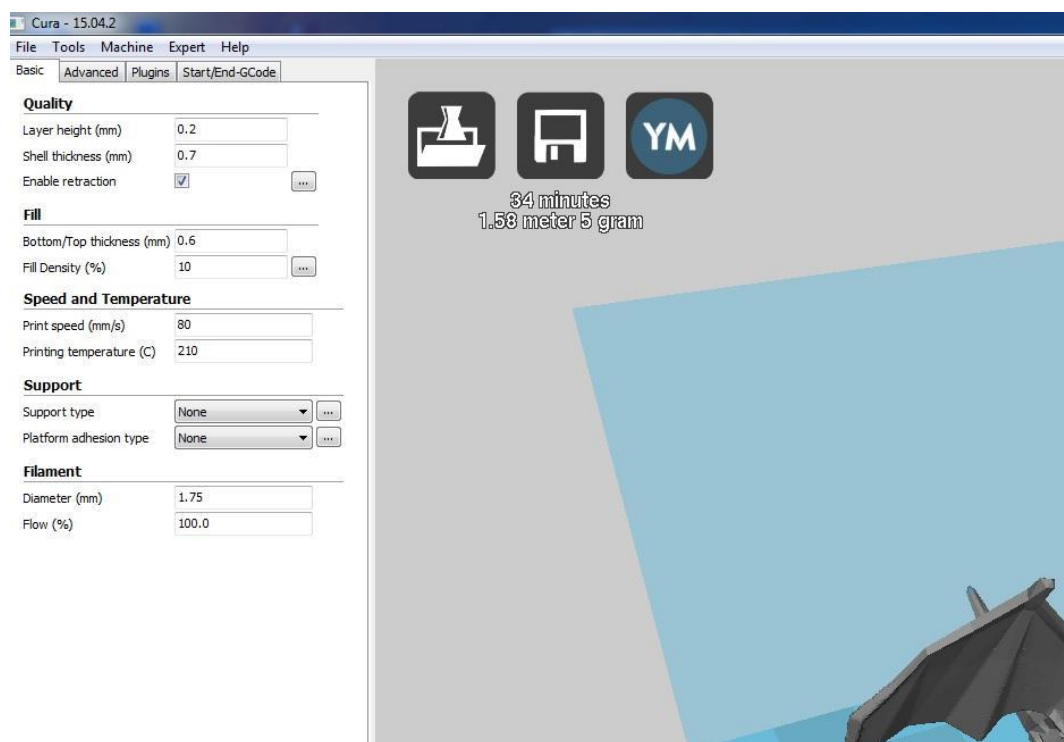 Cura - 15.04.2
File Tools Machine Expert Help
Basic Advanced Plugins Start/End-GCode
Quality
Layer height (mm) 0.2
Shell thickness (mm) 0.7
Enable retraction ...
Fill
Bottom/Top thickness (mm) 0.6
Fill Density (%) 10 ...
Speed and Temperature
Print speed (mm/s) 80
Printing temperature (C) 210
Support
Support type None ...
Platform adhesion type None ...
Filament
Diameter (mm) 1.75
Flow (%) 100.0
YM
34 minutes
1.58 meter 5 gram